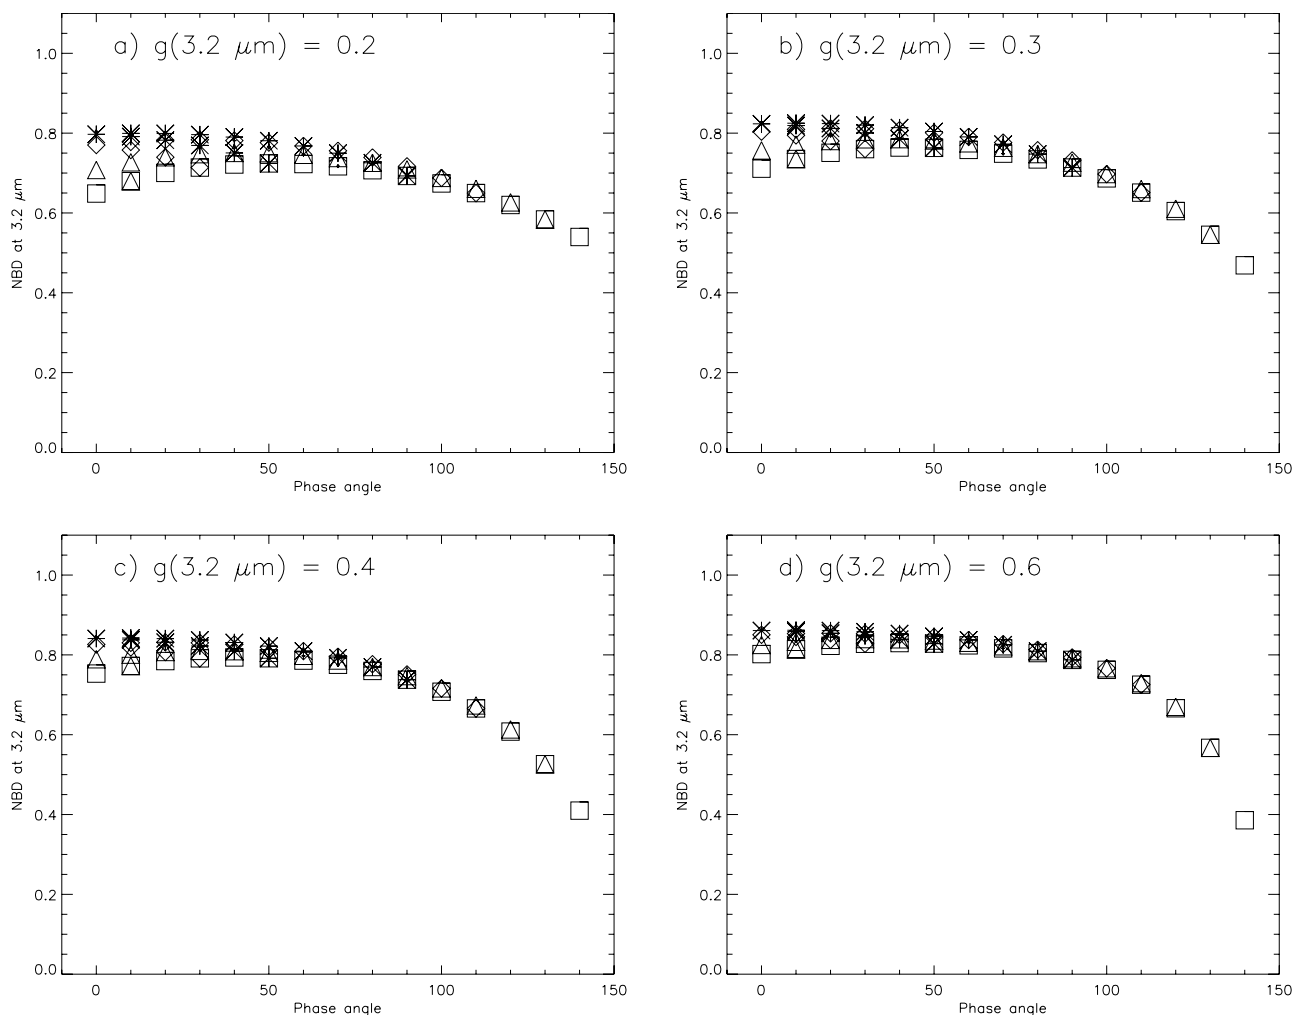 a) g(3.2 μm) = 0.2
1.0
0.8
0.6
0.4
0.2
0.0
NBD at 3.2 μm
0 50 100 150
Phase angle
b) g(3.2 μm) = 0.3
1.0
0.8
0.6
0.4
0.2
0.0
NBD at 3.2 μm
0 50 100 150
Phase angle
c) g(3.2 μm) = 0.4
1.0
0.8
0.6
0.4
0.2
0.0
NBD at 3.2 μm
0 50 100 150
Phase angle
d) g(3.2 μm) = 0.6
1.0
0.8
0.6
0.4
0.2
0.0
NBD at 3.2 μm
0 50 100 150
Phase angle